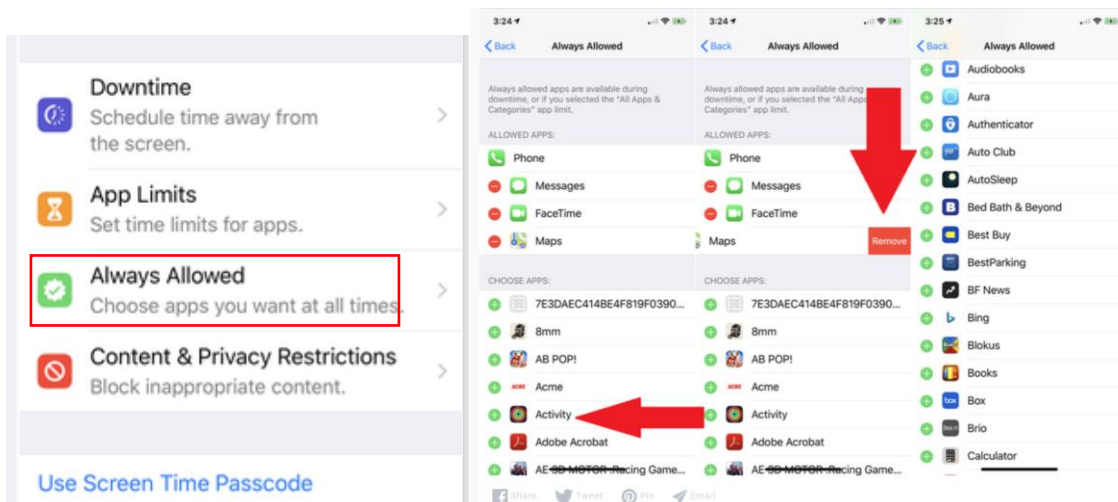 Downtime
Schedule time away from
the screen.
App Limits
Set time limits for apps.
Always Allowed
Choose apps you want at all times.
Content & Privacy Restrictions
Block inappropriate content.
Use Screen Time Passcode
3:24
Back Always Allowed
Always allowed apps are available during
downtime, or if you selected the "All Apps &
Categories" app limit.
ALLOWED APPS:
Phone
Messages
FaceTime
Maps
CHOOSE APPS:
7E3DAEC414BE4F819F0390...
8mm
AB POP!
ACME Acme
Activity
Adobe Acrobat
AE 3D MOTOR :Racing Game...
Share Tweet Pin Email
3:24
Back Always Allowed
Always allowed apps are available during
downtime, or if you selected the "All Apps
Categories" app limit.
ALLOWED APPS:
Phone
Messages
FaceTime
Maps Remove
CHOOSE APPS:
7E3DAEC414BE4F819F0390...
8mm
AB POP!
ACME Acme
Activity
Adobe Acrobat
AE 3D MOTOR :Racing Game...
3:25
Back Always Allowed
Audiobooks
Aura
Authenticator
Auto Club
AutoSleep
B Bed Bath & Beyond
Best Buy
BestParking
BF News
Bing
Blokus
Books
box Box
Brio
Calculator